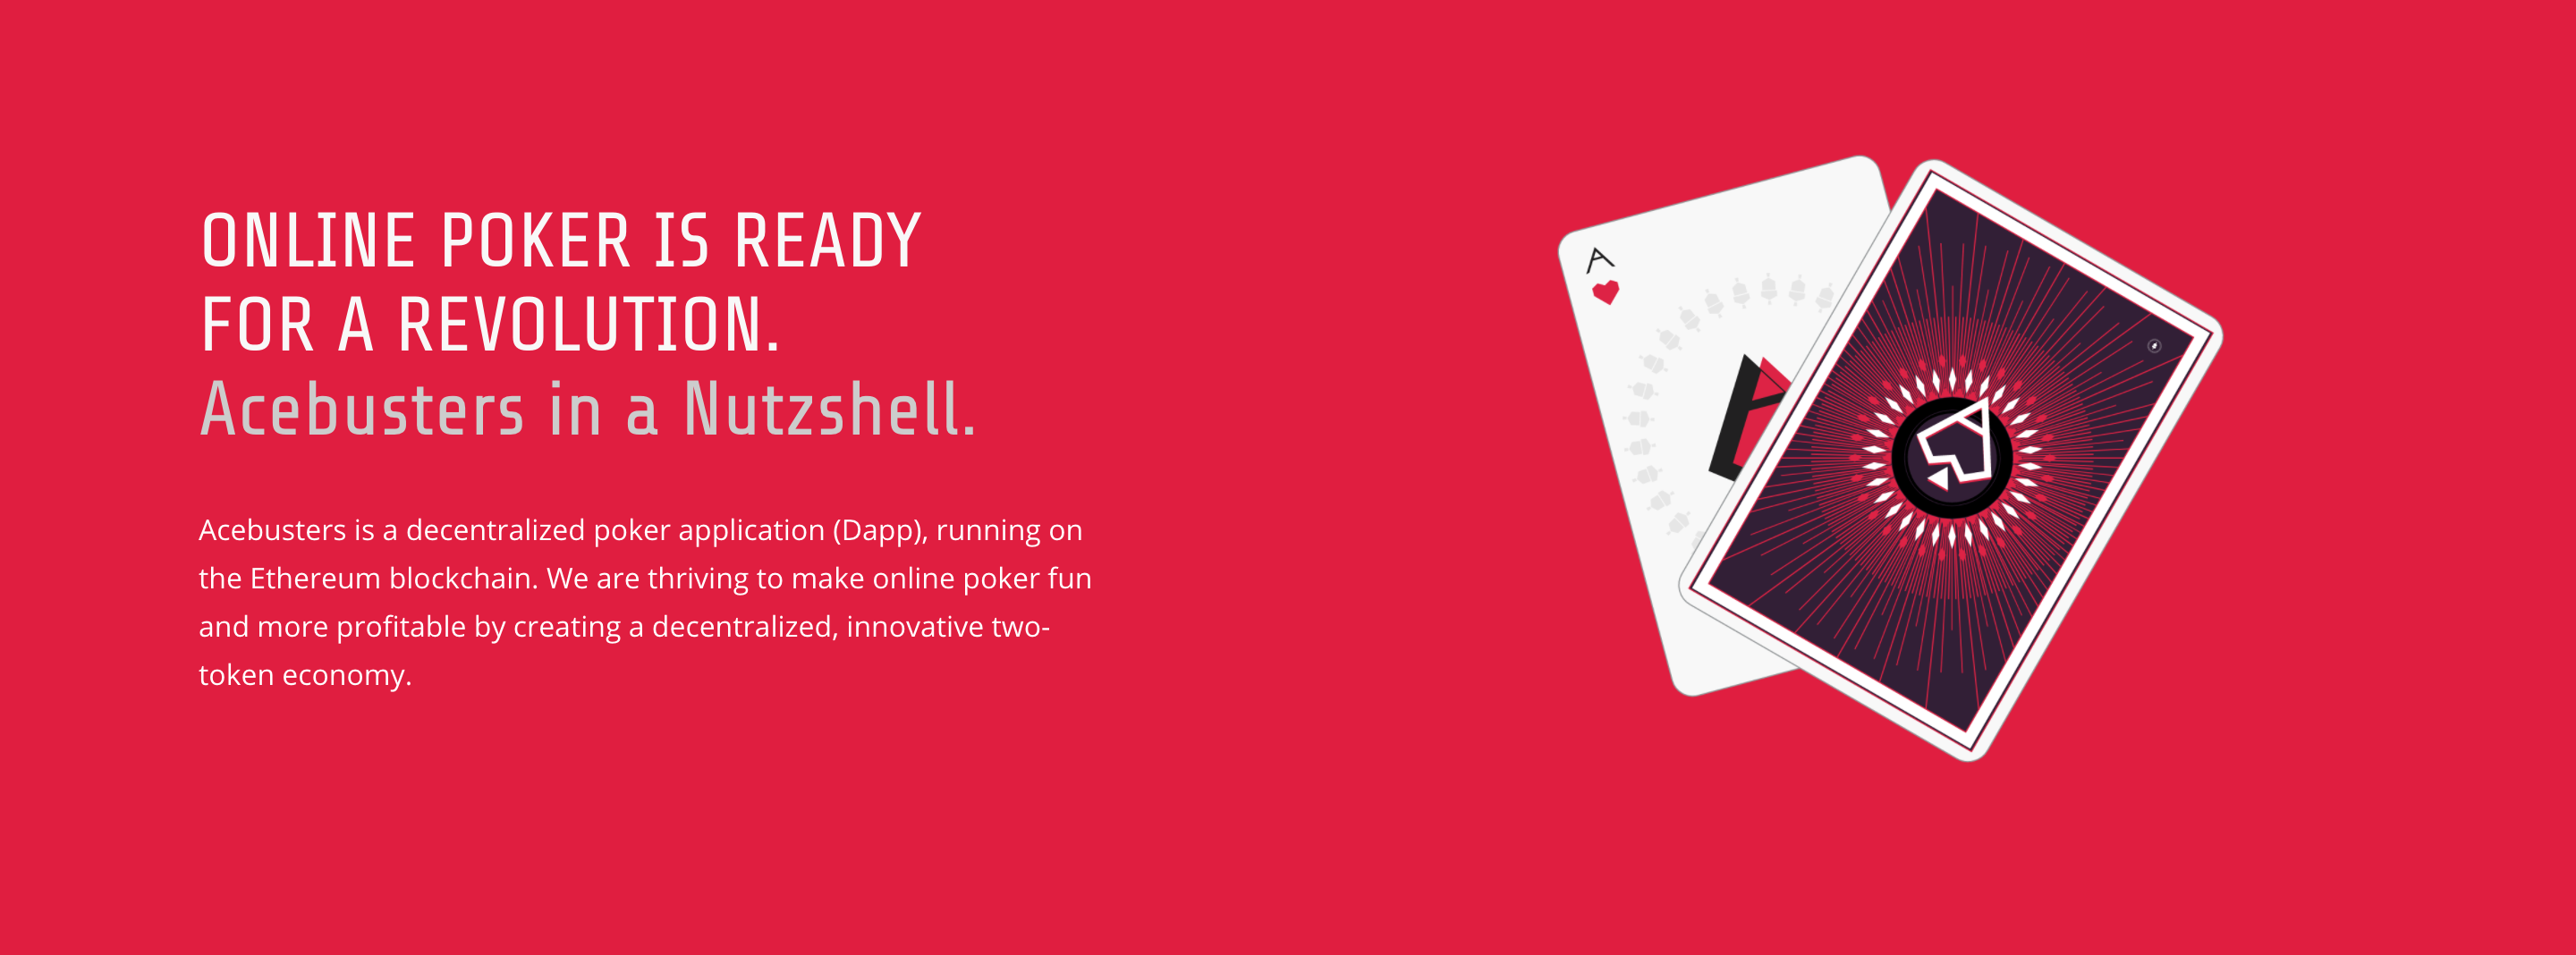 ONLINE POKER IS READY
FOR A REVOLUTION.
Acebusters in a Nutzshell.
Acebusters is a decentralized poker application (Dapp), running on
the Ethereum blockchain. We are thriving to make online poker fun
and more profitable by creating a decentralized, innovative two-
token economy.
A
A